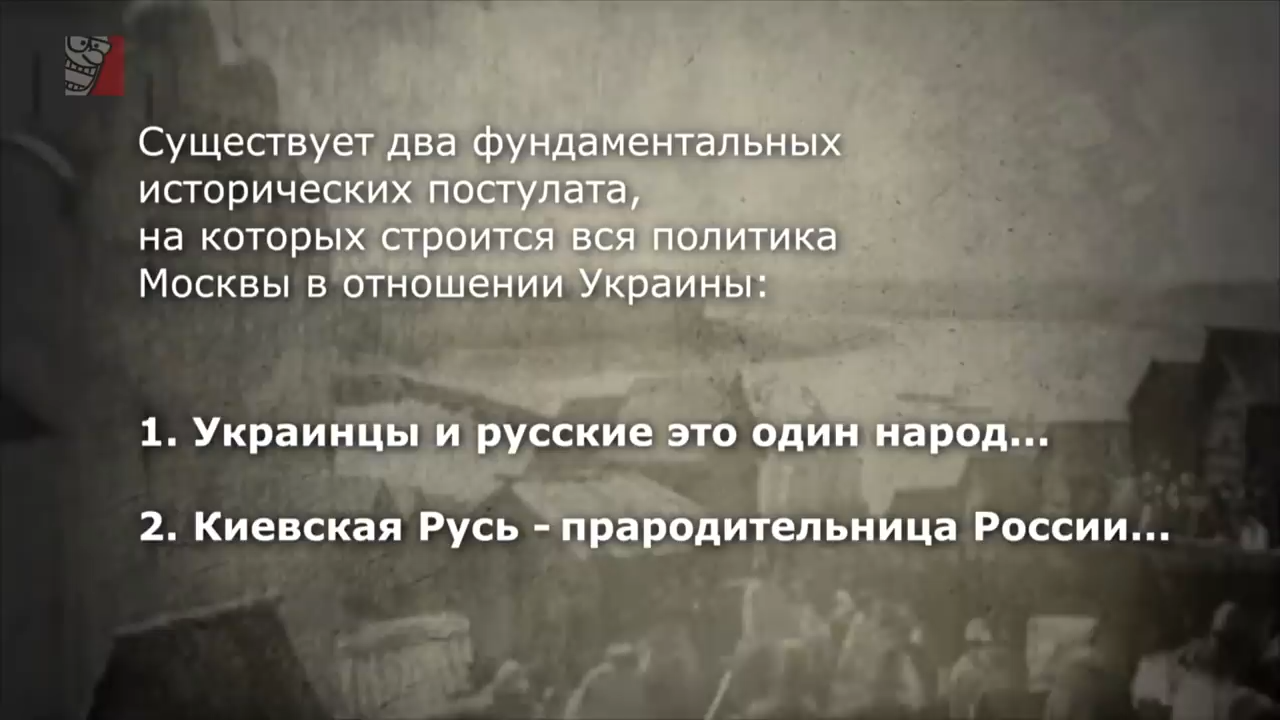 Существует два фундаментальных
исторических постулата,
на которых строится вся политика
Москвы в отношении Украины:
1. Украинцы и русские это один народ...
2. Киевская Русь - прародительница России...